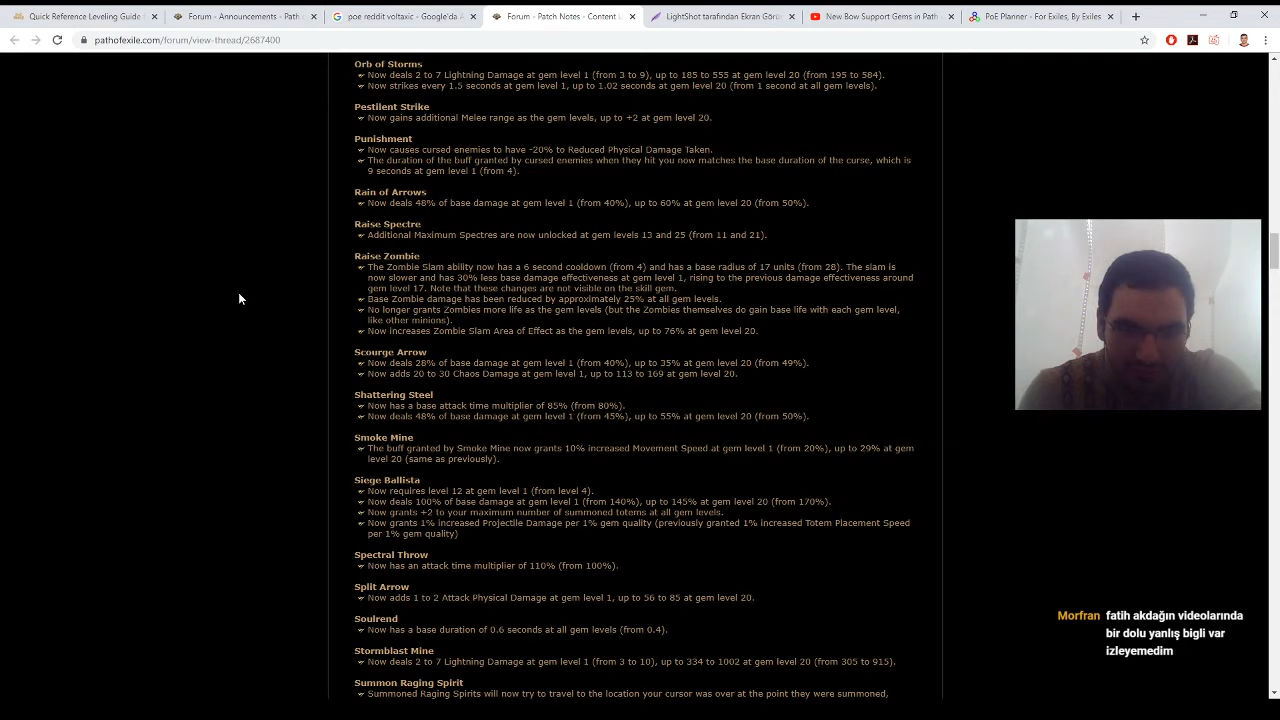 Quick Reference Leveling Guide
Forum - Announcements - Path o
poe reddit voltaxic - Google'da A
Forum - Patch Notes - Content U
LightShot tarafından Ekran Görü
New Bow Support Gems in Path
PoE Planner - For Exiles, By Exiles
pathofexile.com/forum/view-thread/2687400
Orb of Storms
Now deals 2 to 7 Lightning Damage at gem level 1 (from 3 to 9), up to 185 to 555 at gem level 20 (from 195 to 584).
Now strikes every 1.5 seconds at gem level 1, up to 1.02 seconds at gem level 20 (from 1 second at all gem levels).
Pestilent Strike
Now gains additional Melee range as the gem levels, up to +2 at gem level 20.
Punishment
Now causes cursed enemies to have -20% to Reduced Physical Damage Taken.
The duration of the buff granted by cursed enemies when they hit you now matches the base duration of the curse, which is
9 seconds at gem level 1 (from 4).
Rain of Arrows
Now deals 48% of base damage at gem level 1 (from 40%), up to 60% at gem level 20 (from 50%).
Raise Spectre
Additional Maximum Spectres are now unlocked at gem levels 13 and 25 (from 11 and 21).
Raise Zombie
The Zombie Slam ability now has a 6 second cooldown (from 4) and has a base radius of 17 units (from 28). The slam is
now slower and has 30% less base damage effectiveness at gem level 1, rising to the previous damage effectiveness around
gem level 17. Note that these changes are not visible on the skill gem.
Base Zombie damage has been reduced by approximately 25% at all gem levels.
No longer grants Zombies more life as the gem levels (but the Zombies themselves do gain base life with each gem level,
like other minions).
Now increases Zombie Slam Area of Effect as the gem levels, up to 76% at gem level 20.
Scourge Arrow
Now deals 28% of base damage at gem level 1 (from 40%), up to 35% at gem level 20 (from 49%).
Now adds 20 to 30 Chaos Damage at gem level 1, up to 113 to 169 at gem level 20.
Shattering Steel
Now has a base attack time multiplier of 85% (from 80%).
Now deals 48% of base damage at gem level 1 (from 45%), up to 55% at gem level 20 (from 50%).
Smoke Mine
The buff granted by Smoke Mine now grants 10% increased Movement Speed at gem level 1 (from 20%), up to 29% at gem
level 20 (same as previously).
Siege Ballista
Now requires level 12 at gem level 1 (from level 4).
Now deals 100% of base damage at gem level 1 (from 140%), up to 145% at gem level 20 (from 170%).
Now grants +2 to your maximum number of summoned totems at all gem levels.
Now grants 1% increased Projectile Damage per 1% gem quality (previously granted 1% increased Totem Placement Speed
per 1% gem quality)
Spectral Throw
Now has an attack time multiplier of 110% (from 100%).
Split Arrow
Now adds 1 to 2 Attack Physical Damage at gem level 1, up to 56 to 85 at gem level 20.
Soulrend
Now has a base duration of 0.6 seconds at all gem levels (from 0.4).
Stormblast Mine
Now deals 2 to 7 Lightning Damage at gem level 1 (from 3 to 10), up to 334 to 1002 at gem level 20 (from 305 to 915).
Summon Raging Spirit
Summoned Raging Spirits will now try to travel to the location your cursor was over at the point they were summoned,
Morfran fatih akdağın videolarında
bir dolu yanlış bigli var
izleyemedim